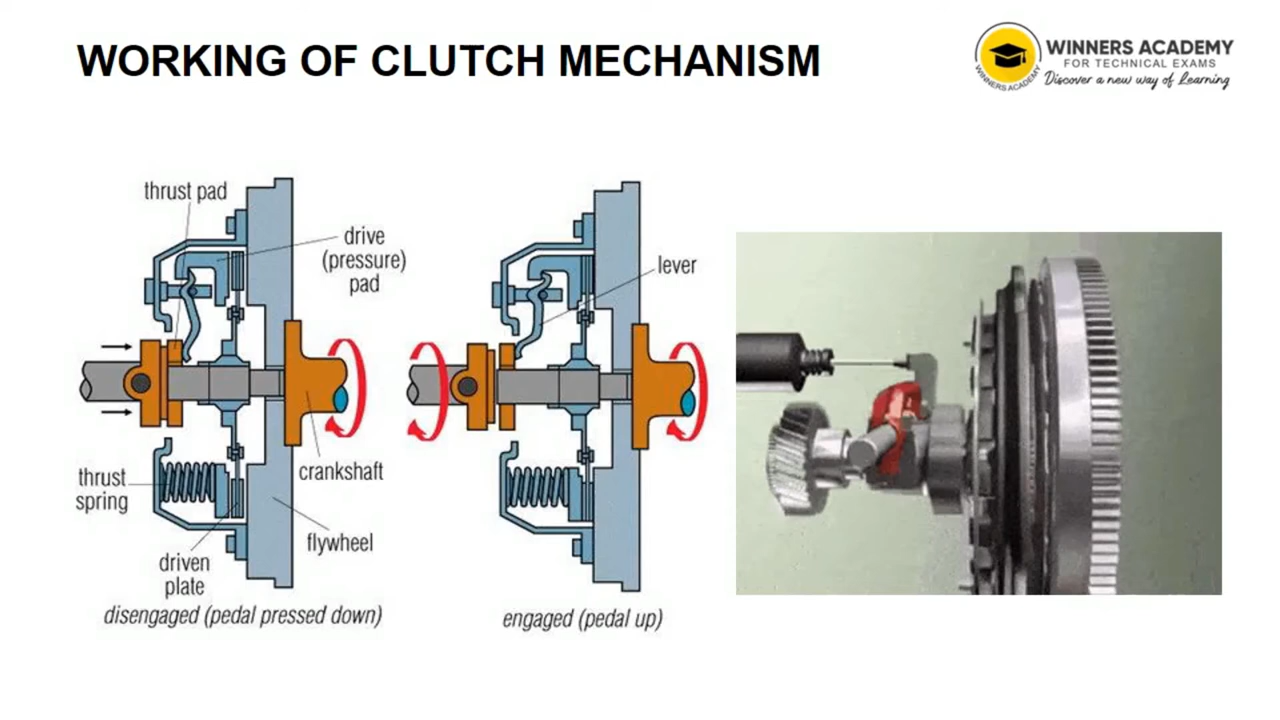 WORKING OF CLUTCH MECHANISM
WINNERS ACADEMY
FOR TECHNICAL EXAMS
Discover a new way of Learning
WINNERS ACADEMY
thrust pad
drive
(pressure)
pad
lever
thrust
spring
crankshaft
flywheel
driven
plate
disengaged (pedal pressed down)
engaged (pedal up)